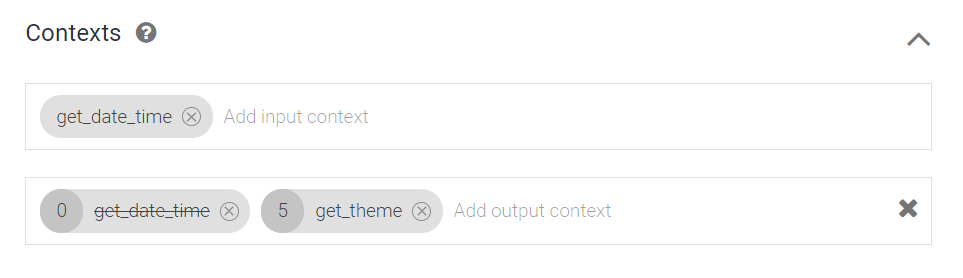 Contexts ?
get_date_time Add input context
0 get_date_time 5 get_theme Add output context